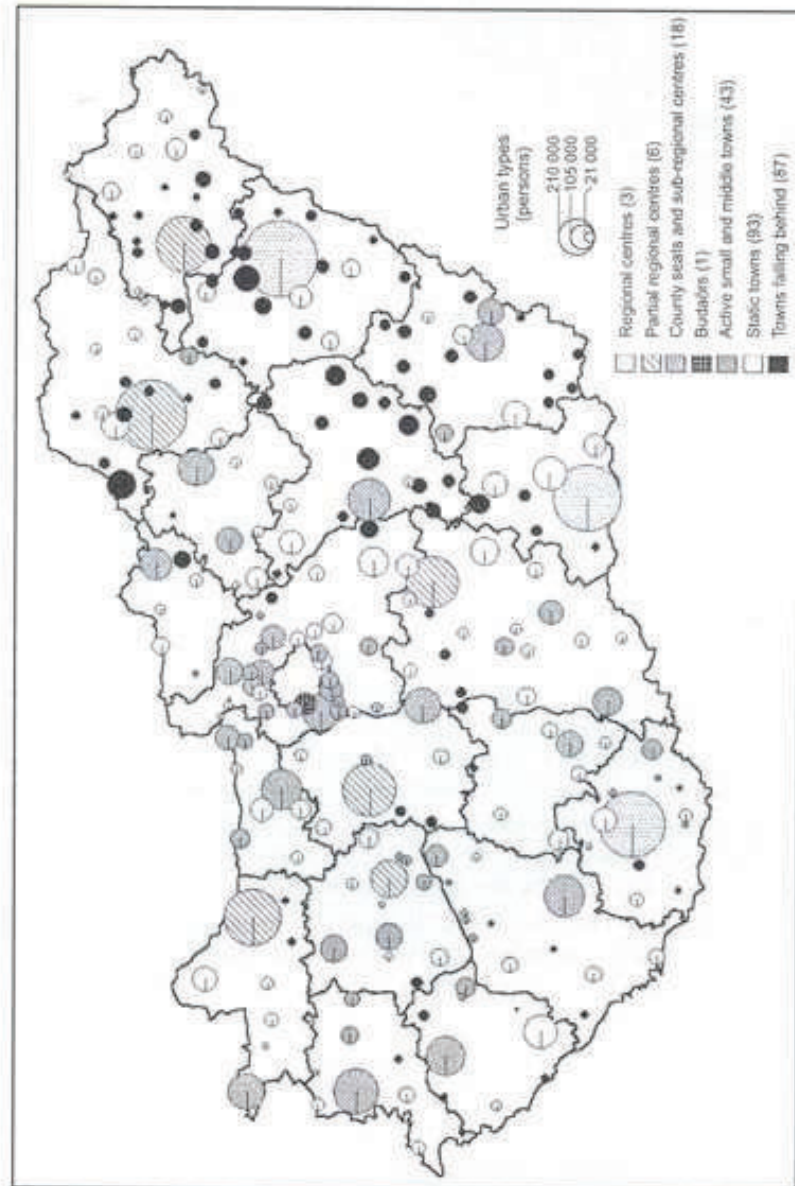 Urban types
(persons)
210 000
105 000
21 000
Regional centres (3)
Partial regional centres (6)
County seats and sub-regional centres (18)
Budaörs (1)
Active small and middle towns (43)
Static towns (93)
Towns falling behind (87)